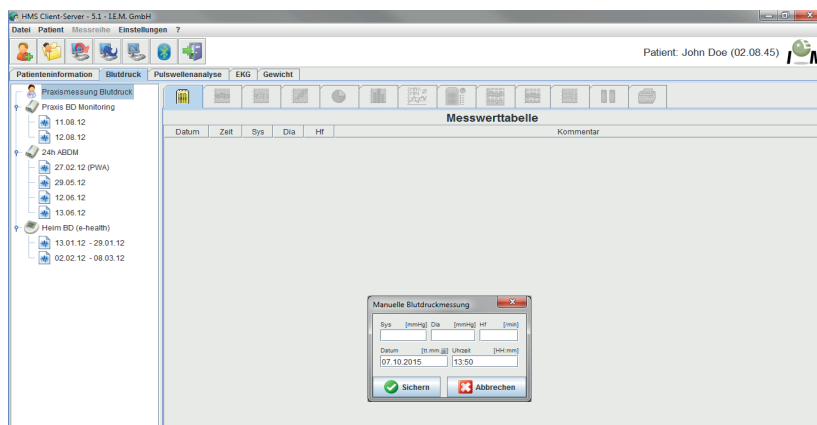 HMS Client-Server - 5.1 - I.E.M. GmbH
Datei Patient Messreihe Einstellungen ?
Patient: John Doe (02.08.45)
Patienteninformation Blutdruck Pulswellenanalyse EKG Gewicht
Praxismessung Blutdruck
Praxis BD Monitoring
11.08.12
12.08.12
24h ABDM
27.02.12 (PWA)
29.05.12
12.06.12
13.06.12
Heim BD (e-health)
13.01.12 - 29.01.12
02.02.12 - 08.03.12
Messwerttabelle
Datum Zeit Sys Dia Hf Kommentar
Manuelle Blutdruckmessung
Sys [mmHg] Dia [mmHg] Hf [/min]
Datum [tt.mm. Uhrzeit [HH:mm]
07.10.2015 13:50
Sichern Abbrechen